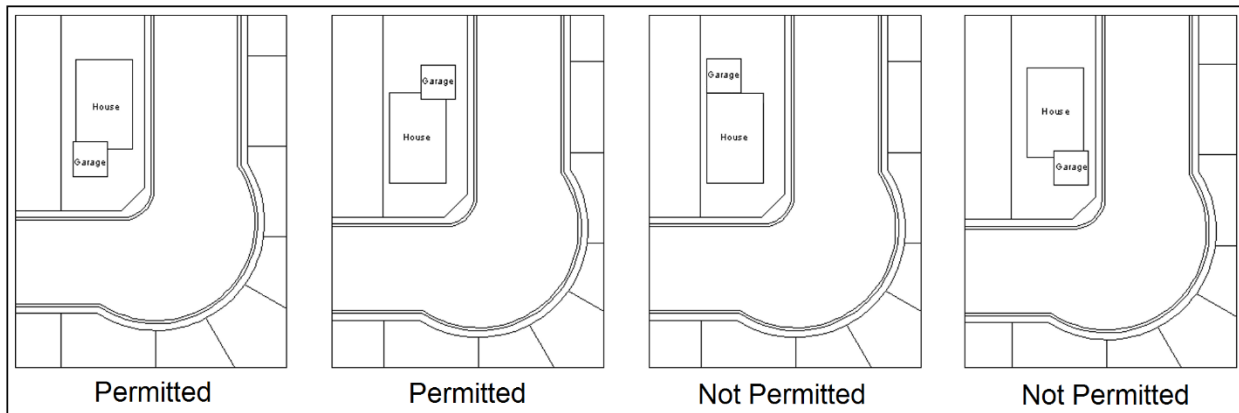 House
Garage
Permitted
Garage
House
Permitted
Garage
House
Not Permitted
House
Garage
Not Permitted